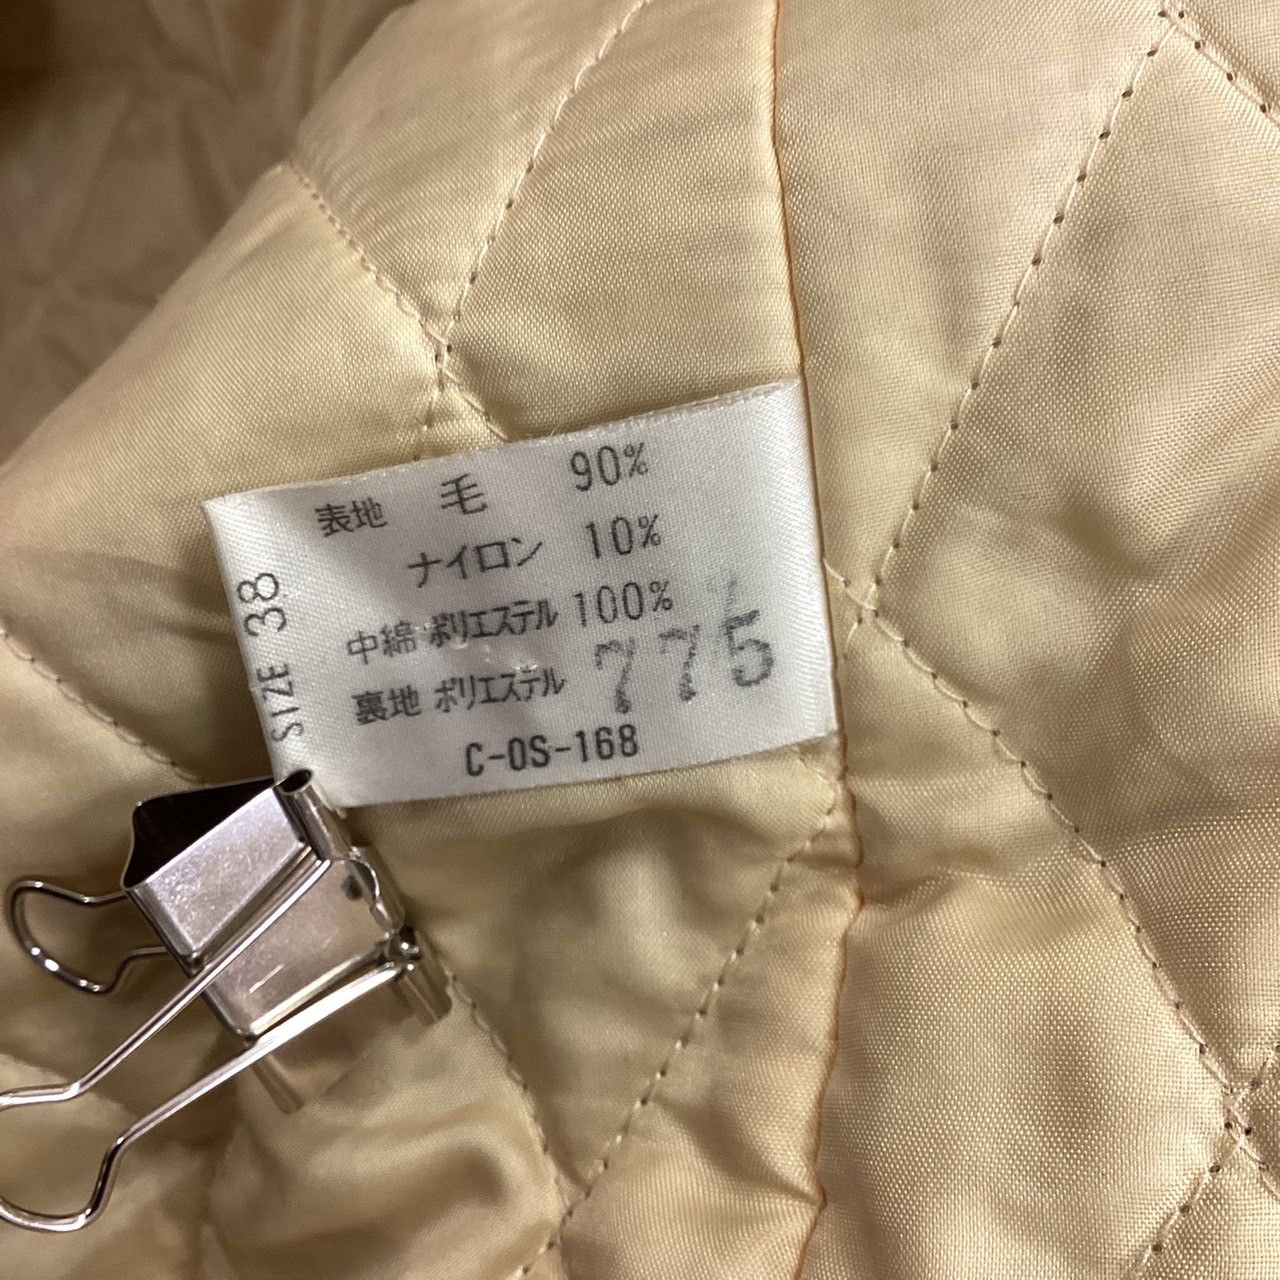 表地 毛 90%
ナイロン 10%
中綿 ポリエステル 100%
裏地 ポリエステル
775
C-OS-168
SIZE 38